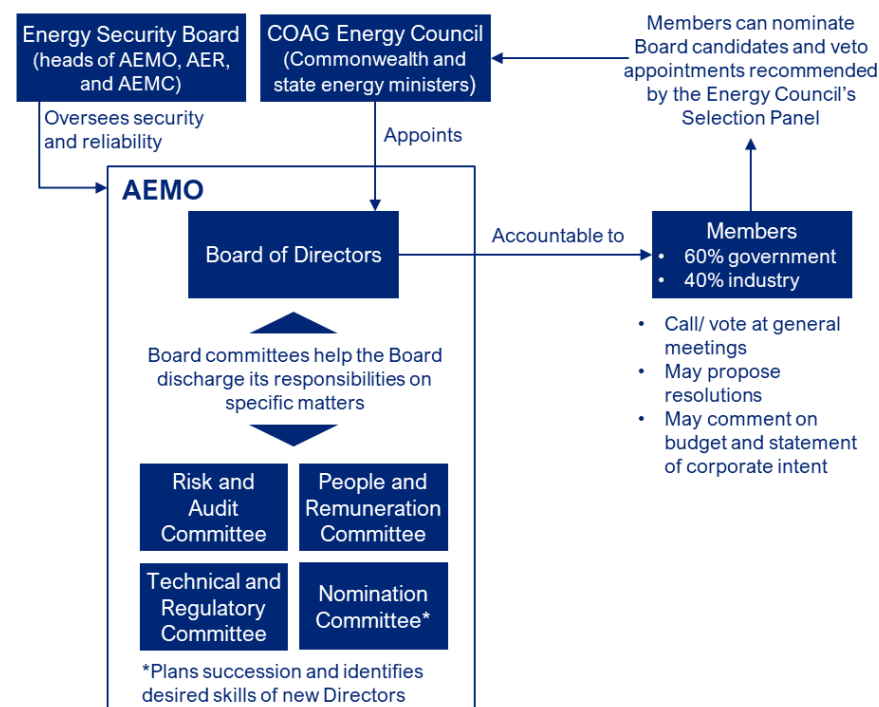 Energy Security Board
(heads of AEMO, AER,
and AEMC)
COAG Energy Council
(Commonwealth and
state energy ministers)
Members can nominate
Board candidates and veto
appointments recommended
by the Energy Council's
Selection Panel
Oversees security
and reliability
Appoints
AEMO
Board of Directors
Accountable to
Members
• 60% government
• 40% industry
• Call/ vote at general
meetings
• May propose
resolutions
• May comment on
budget and statement
of corporate intent
Board committees help the Board
discharge its responsibilities on
specific matters
Risk and
Audit
Committee
People and
Remuneration
Committee
Technical and
Regulatory
Committee
Nomination
Committee*
*Plans succession and identifies
desired skills of new Directors